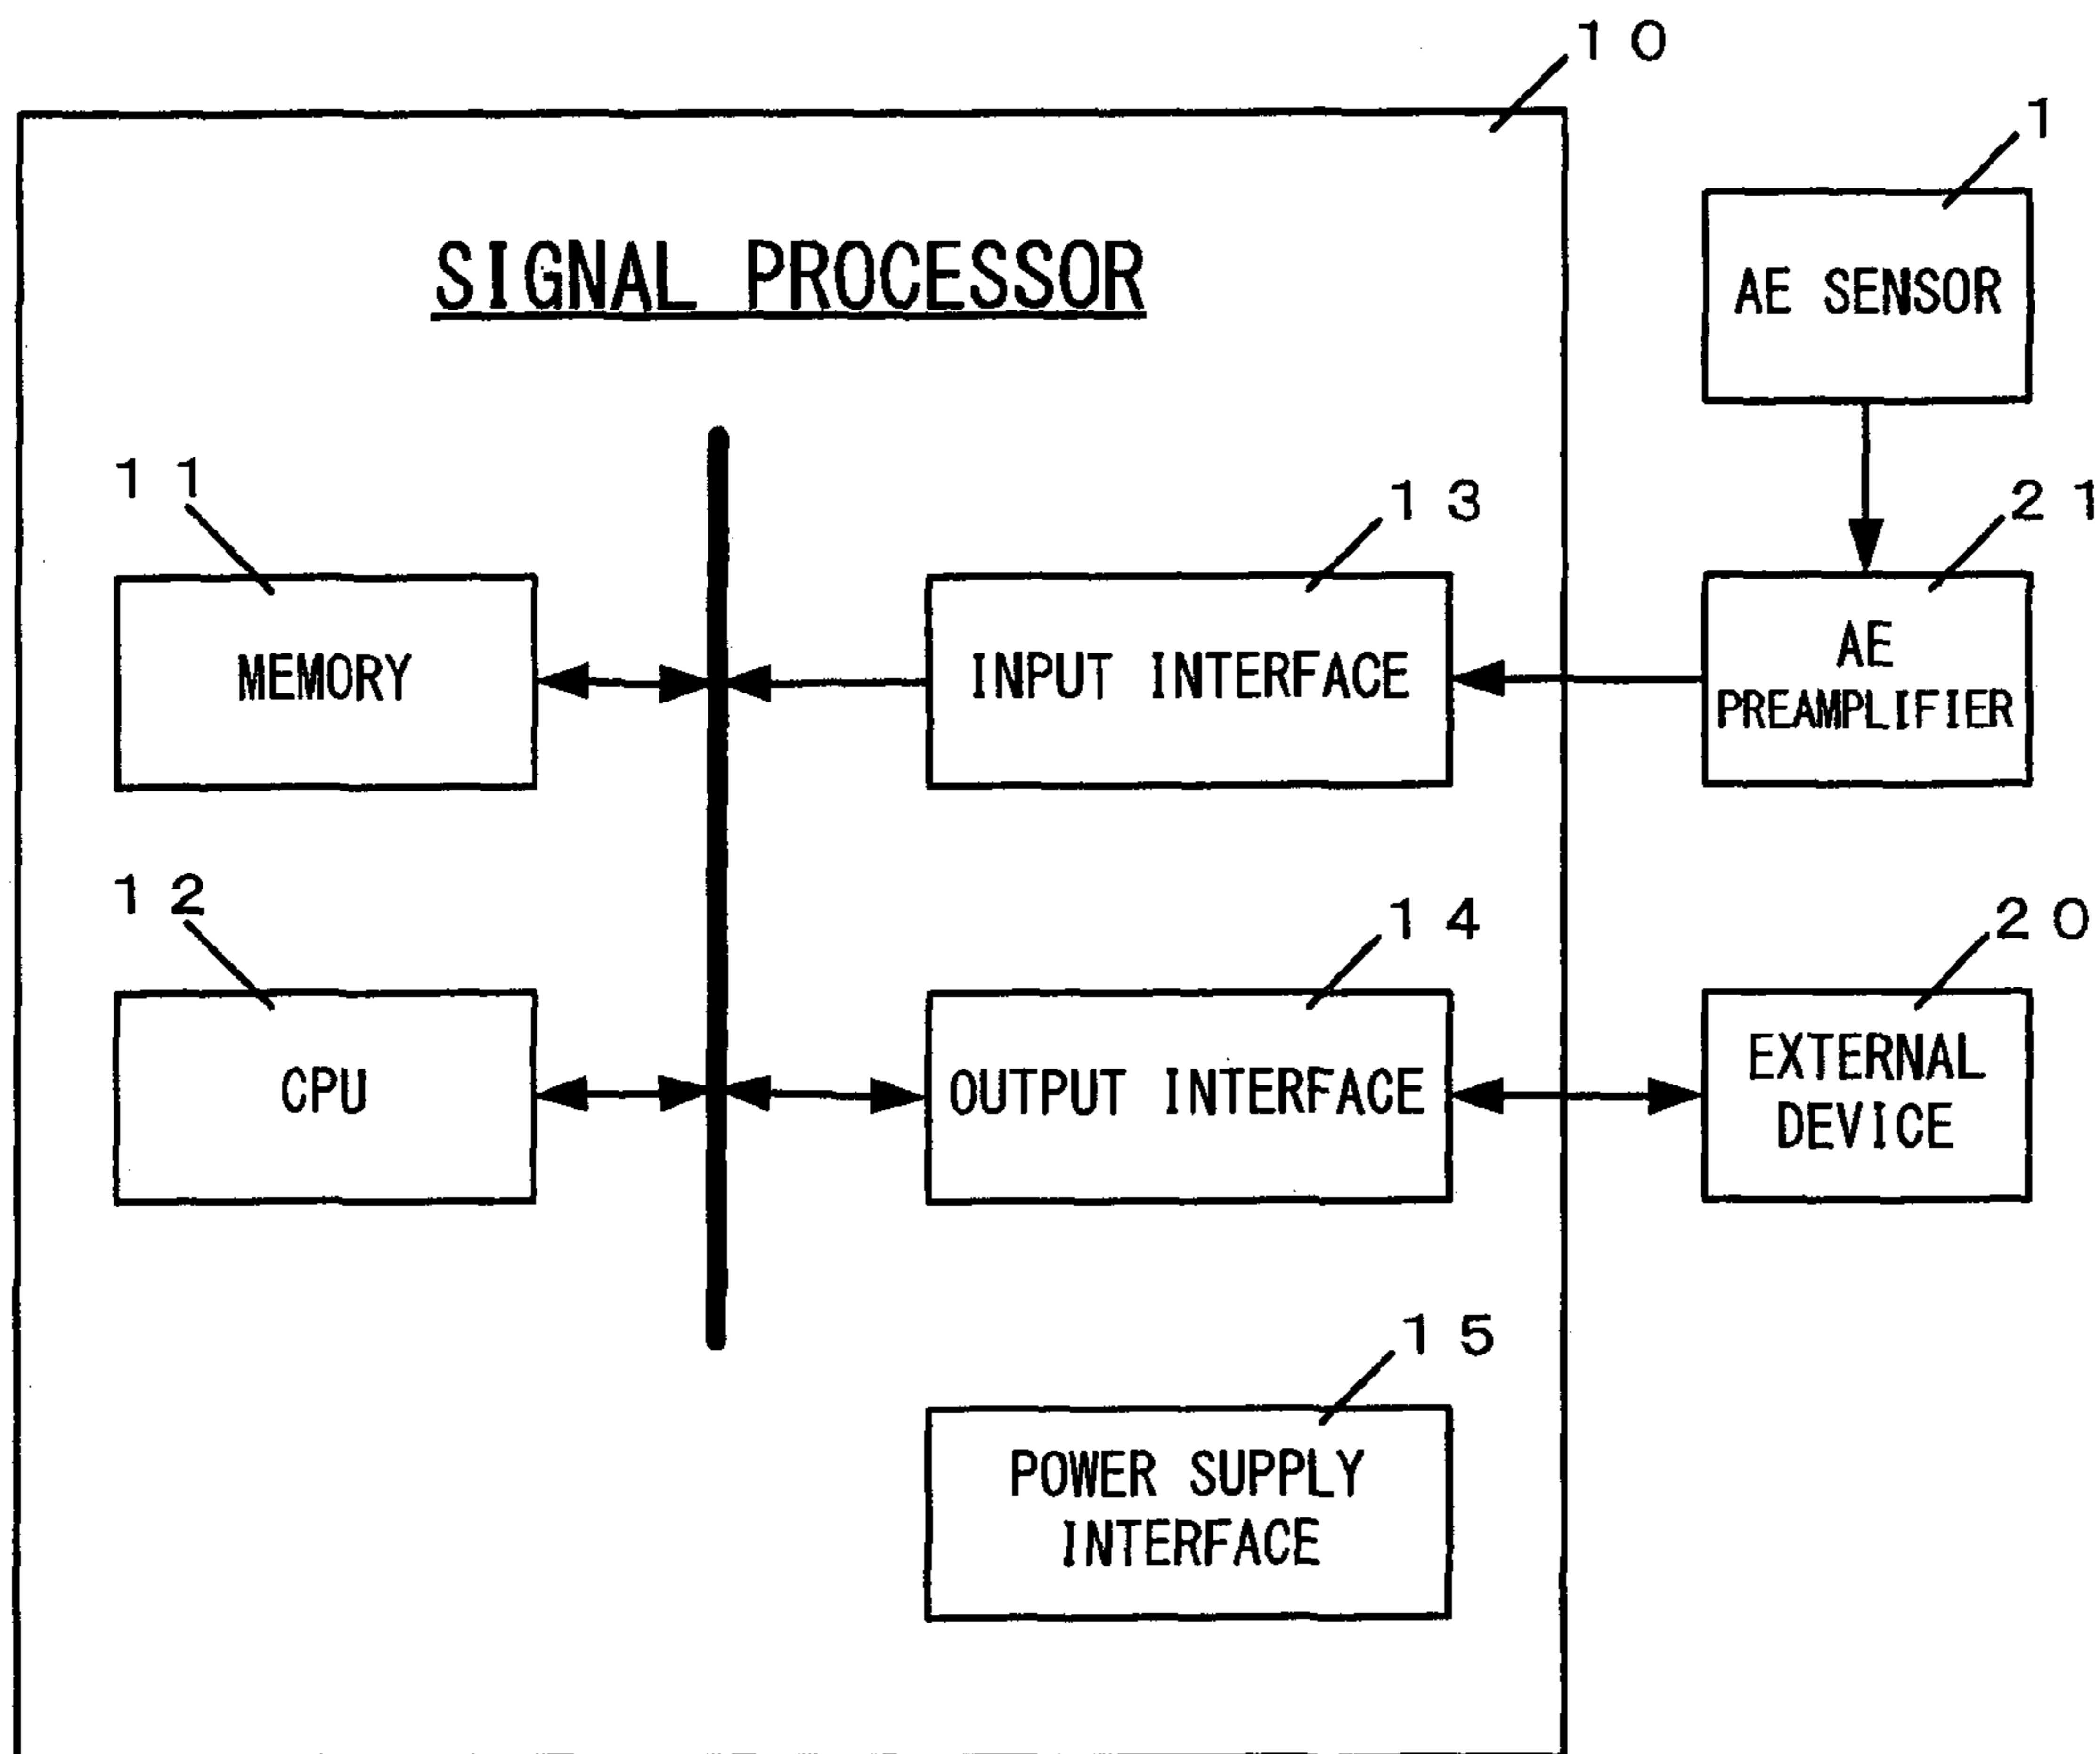 10
1
SIGNAL PROCESSOR
AE SENSOR
11
13
21
MEMORY
INPUT INTERFACE
AE
PREAMPLIFIER
12
14
20
CPU
OUTPUT INTERFACE
EXTERNAL
DEVICE
15
POWER SUPPLY
INTERFACE